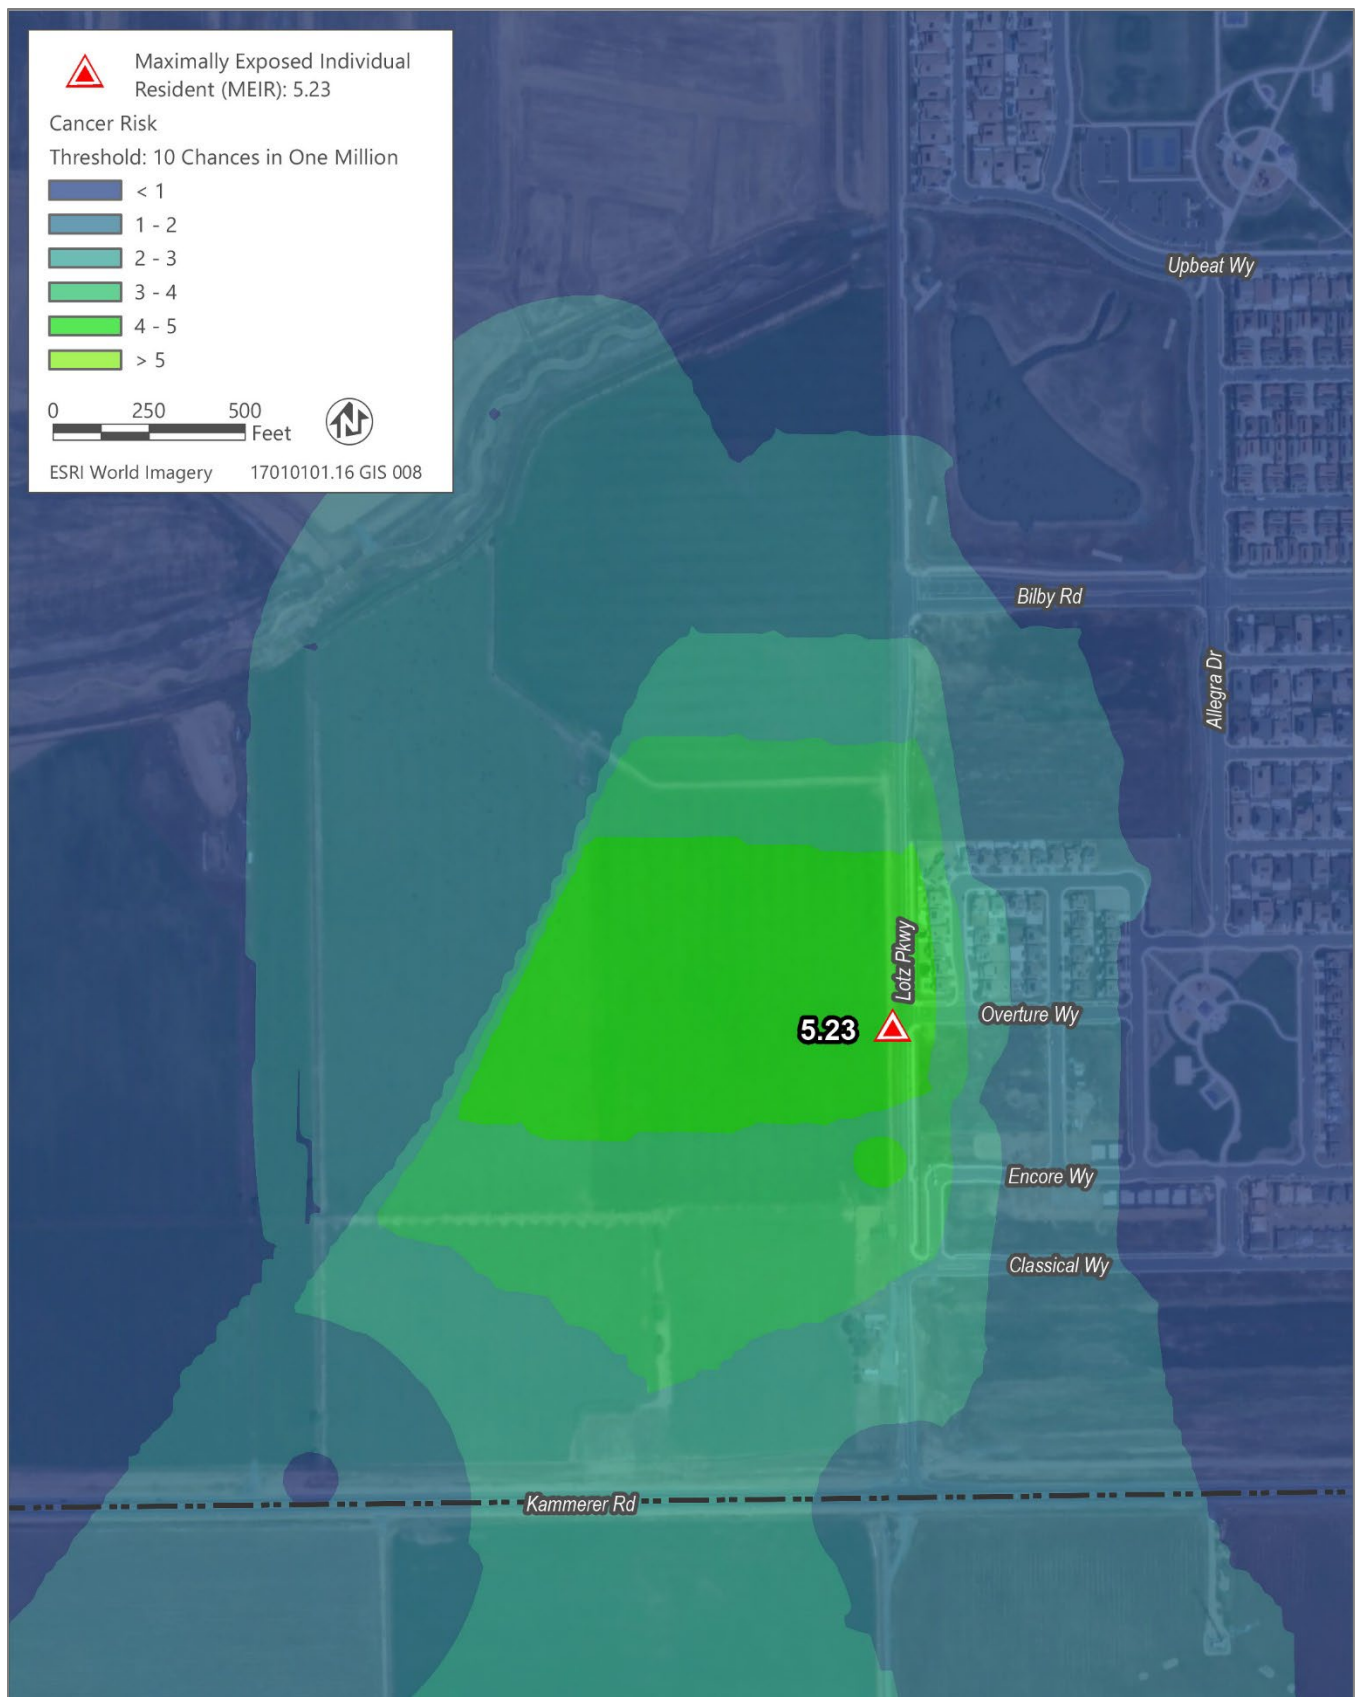 Maximally Exposed Individual
Resident (MEIR): 5.23
Cancer Risk
Threshold: 10 Chances in One Million
< 1
1 - 2
2 - 3
3 - 4
4 - 5
> 5
0 250 500
Feet
N
ESRI World Imagery 17010101.16 GIS 008
Upbeat Wy
Bilby Rd
Allegra Dr
Lotz Pkwy
Overture Wy
5.23
Encore Wy
Classical Wy
Kammerer Rd